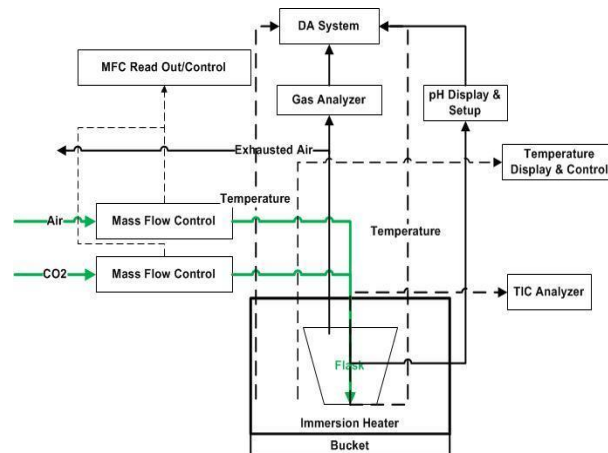 DA System
MFC Read Out/Control
Gas Analyzer
pH Display &
Setup
Exhausted Air
Temperature
Display & Control
Temperature
Air
Mass Flow Control
Temperature
CO2
Mass Flow Control
TIC Analyzer
Flask
Immersion Heater
Bucket